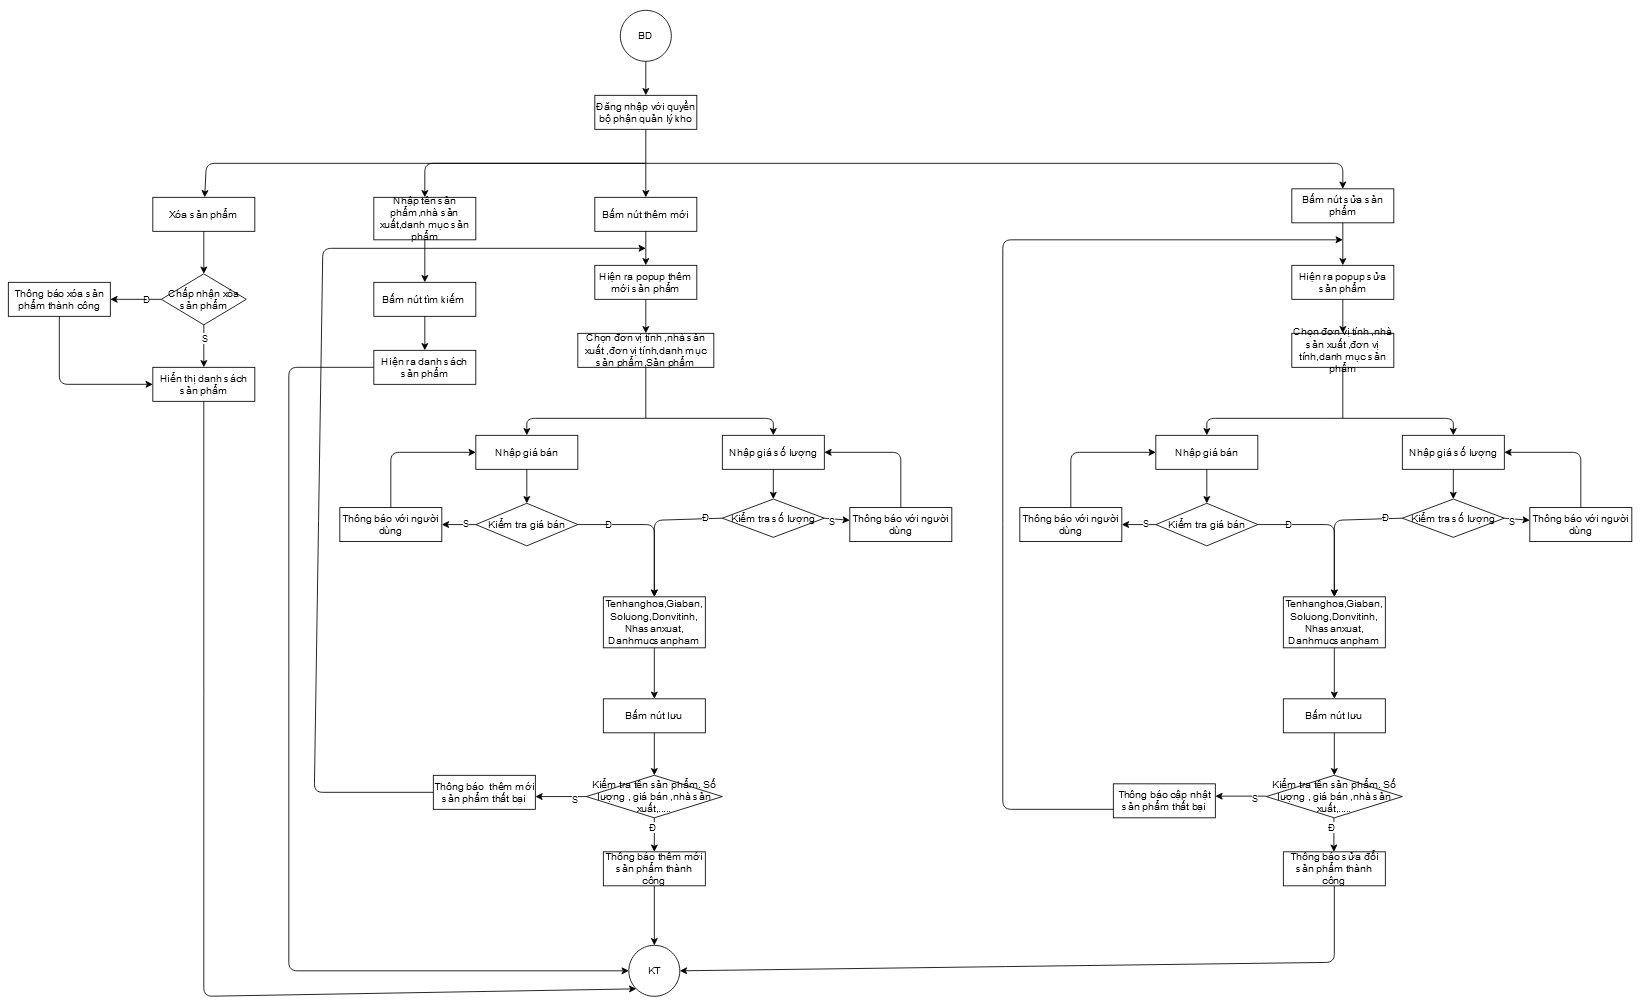 BD
Đăng nhập với quyền
bộ phận quản lý kho
Xóa sản phẩm
Nhập tên sản
phẩm,nhà sản
xuất,danh mục sản
phẩm
Bấm nút thêm mới
Bấm nút sửa sản
phẩm
Chấp nhận xóa
sản phẩm
Đ
S
Thông báo xóa sản
phẩm thành công
Hiển thị danh sách
sản phẩm
Bấm nút tìm kiếm
Hiện ra danh sách
sản phẩm
Hiện ra popup thêm
mới sản phẩm
Chọn đơn vị tính ,nhà sản
xuất ,đơn vị tính,danh mục
sản phẩm,Sản phẩm
Nhập giá bán
Nhập giá số lượng
Thông báo với người
dùng
S
Kiểm tra giá bán
Đ
Đ
Kiểm tra số lượng
S
Thông báo với người
dùng
Tenhanghoa,Giaban,
Soluong,Donvitinh,
Nhasanxuat,
Danhmucsanpham
Bấm nút lưu
Kiểm tra tên sản phẩm, Số
lượng , giá bán ,nhà sản
xuất,.....
S
Thông báo thêm mới
sản phẩm thất bại
Đ
Thông báo thêm mới
sản phẩm thành
công
Hiện ra popup sửa
sản phẩm
Chọn đơn vị tính ,nhà
sản xuất ,đơn vị
tính,danh mục sản
phẩm
Nhập giá bán
Nhập giá số lượng
Thông báo với người
dùng
S
Kiểm tra giá bán
Đ
Đ
Kiểm tra số lượng
S
Thông báo với người
dùng
Tenhanghoa,Giaban,
Soluong,Donvitinh,
Nhasanxuat,
Danhmucsanpham
Bấm nút lưu
Kiểm tra tên sản phẩm, Số
lượng , giá bán ,nhà sản
xuất,.....
S
Thông báo cập nhật
sản phẩm thất bại
Đ
Thông báo sửa đổi
sản phẩm thành
công
KT